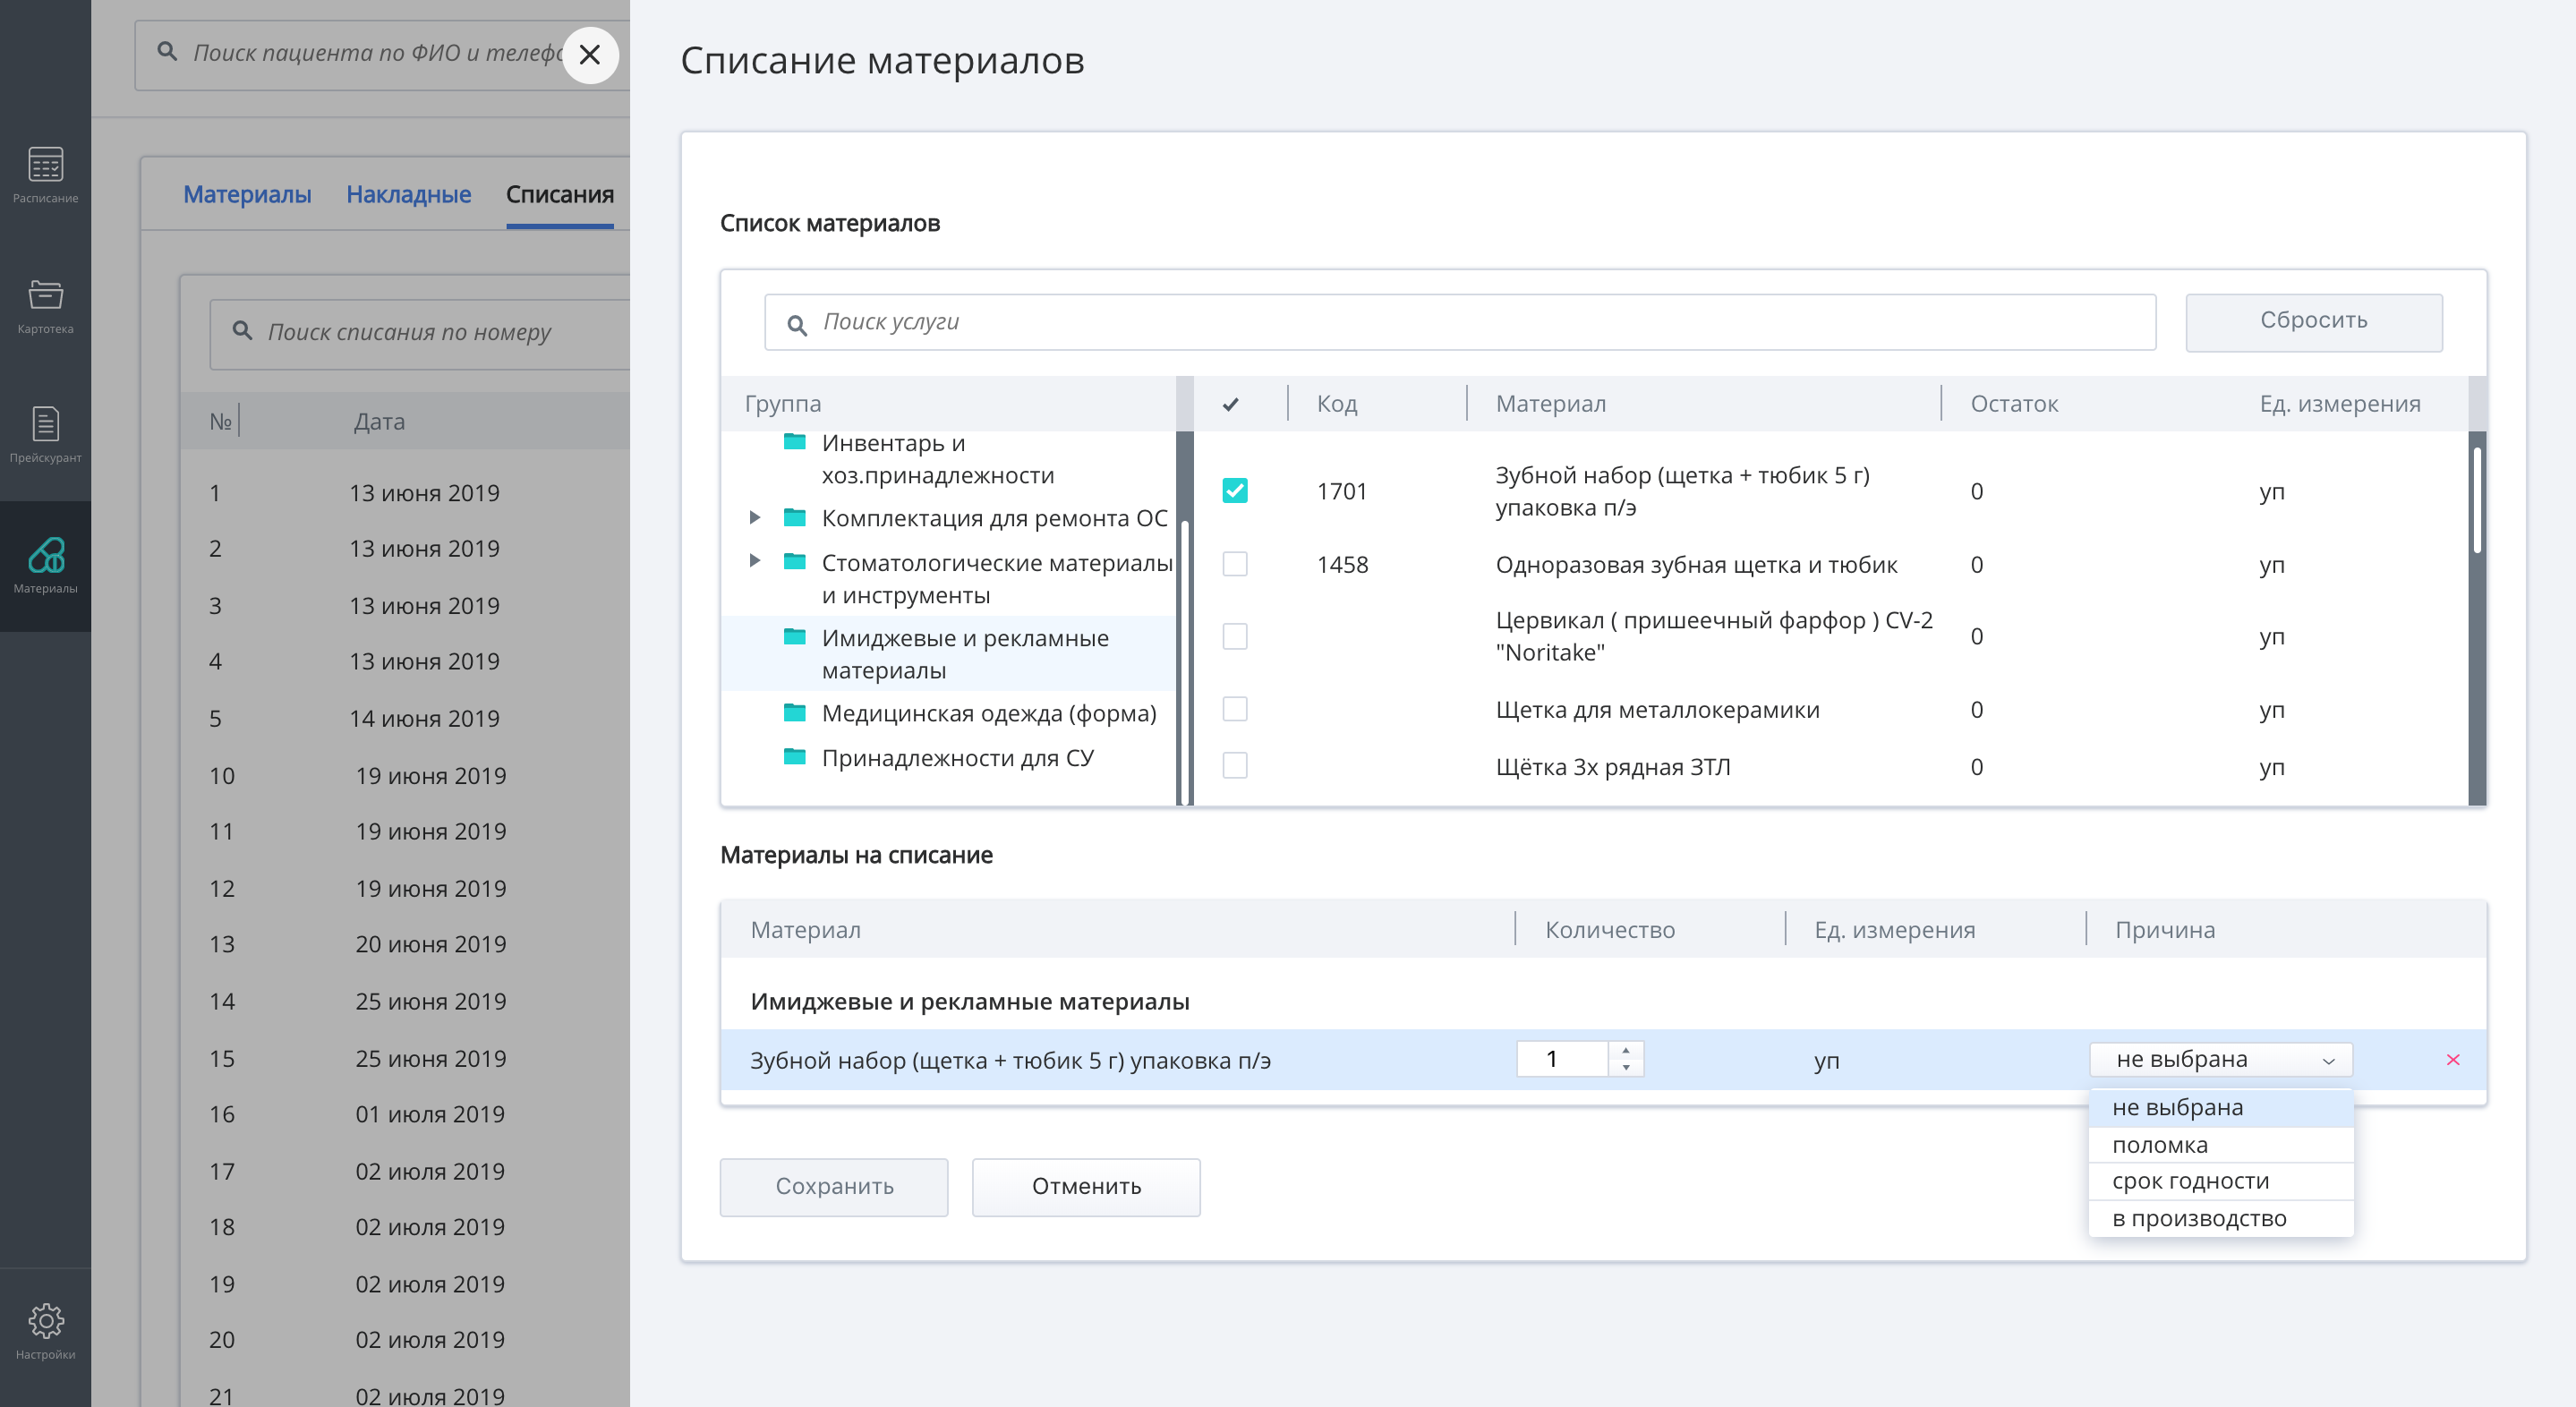 Расписание
Картотека
Прейскурант
Материалы
Настройки
Поиск пациента по ФИО и телефо
Материалы
Накладные
Списания
Поиск списания по номеру
№ Дата
1 13 июня 2019
2 13 июня 2019
3 13 июня 2019
4 13 июня 2019
5 14 июня 2019
10 19 июня 2019
11 19 июня 2019
12 19 июня 2019
13 20 июня 2019
14 25 июня 2019
15 25 июня 2019
16 01 июля 2019
17 02 июля 2019
18 02 июля 2019
19 02 июля 2019
20 02 июля 2019
21 02 июля 2019
Списание материалов
Список материалов
Поиск услуги
Сбросить
Группа
Инвентарь и
хоз.принадлежности
Комплектация для ремонта ОС
Стоматологические материалы
и инструменты
Имиджевые и рекламные
материалы
Медицинская одежда (форма)
Принадлежности для СУ
Код Материал Остаток Ед. измерения
1701 Зубной набор (щетка + тюбик 5 г)
упаковка п/э 0 уп
1458 Одноразовая зубная щетка и тюбик 0 уп
Цервикал ( пришеечный фарфор ) CV-2
"Noritake" 0 уп
Щетка для металлокерамики 0 уп
Щётка 3х рядная ЗТЛ 0 уп
Материалы на списание
Материал Количество Ед. измерения Причина
Имиджевые и рекламные материалы
Зубной набор (щетка + тюбик 5 г) упаковка п/э 1 уп не выбрана
не выбрана
поломка
срок годности
в производство
Сохранить
Отменить